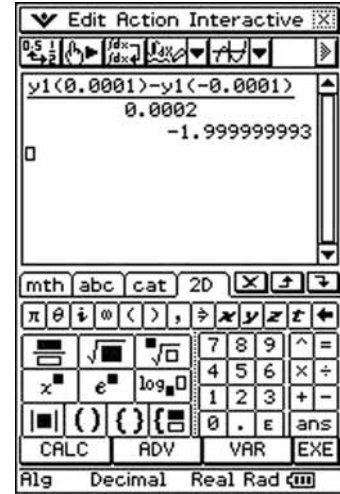 Edit Action Interactive
y1(0.0001)-y1(-0.0001)
0.0002
-1.999999993
mth abc cat 2D
π θ i ∞ ( ) , ⇒ x y z t ←
7 8 9 ^ =
4 5 6 × ÷
1 2 3 + -
0 . E ans
x■ e■ log■□
|■| () {} {
CALC ADV VAR EXE
Alg Decimal Real Rad